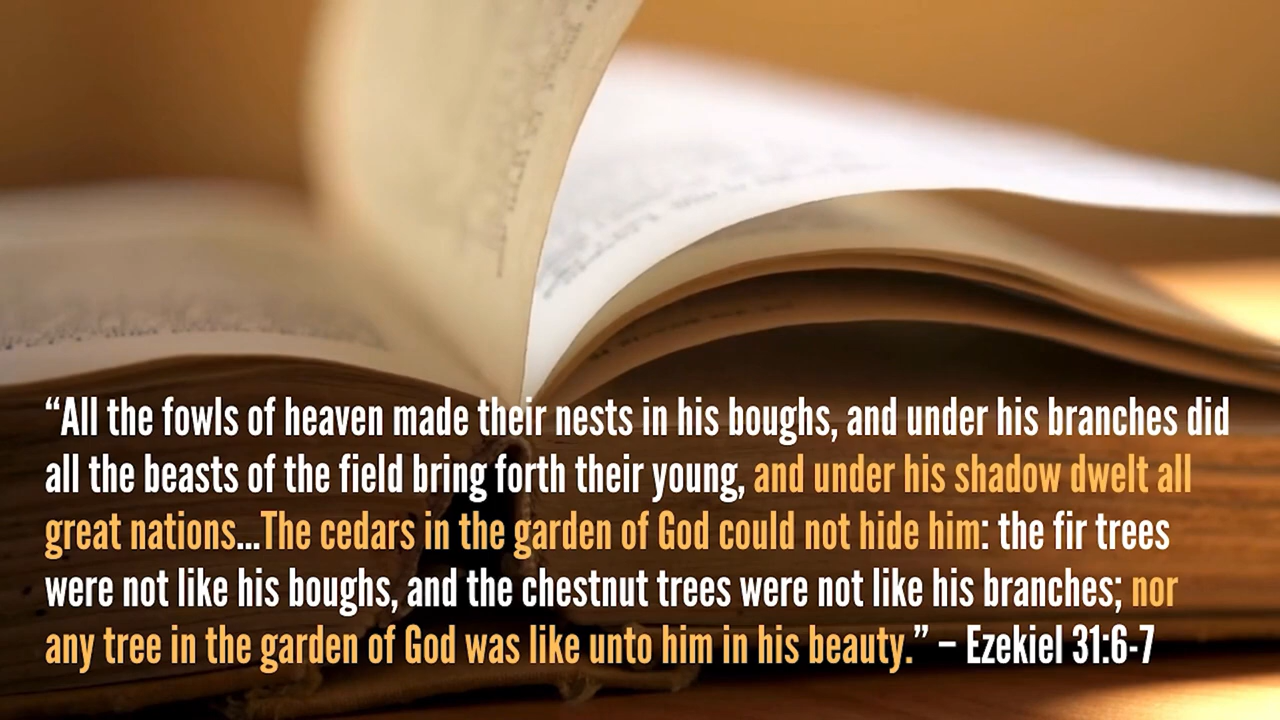 “All the fowls of heaven made their nests in his boughs, and under his branches did
all the beasts of the field bring forth their young, and under his shadow dwelt all
great nations...The cedars in the garden of God could not hide him: the fir trees
were not like his boughs, and the chestnut trees were not like his branches; nor
any tree in the garden of God was like unto him in his beauty.” – Ezekiel 31:6-7